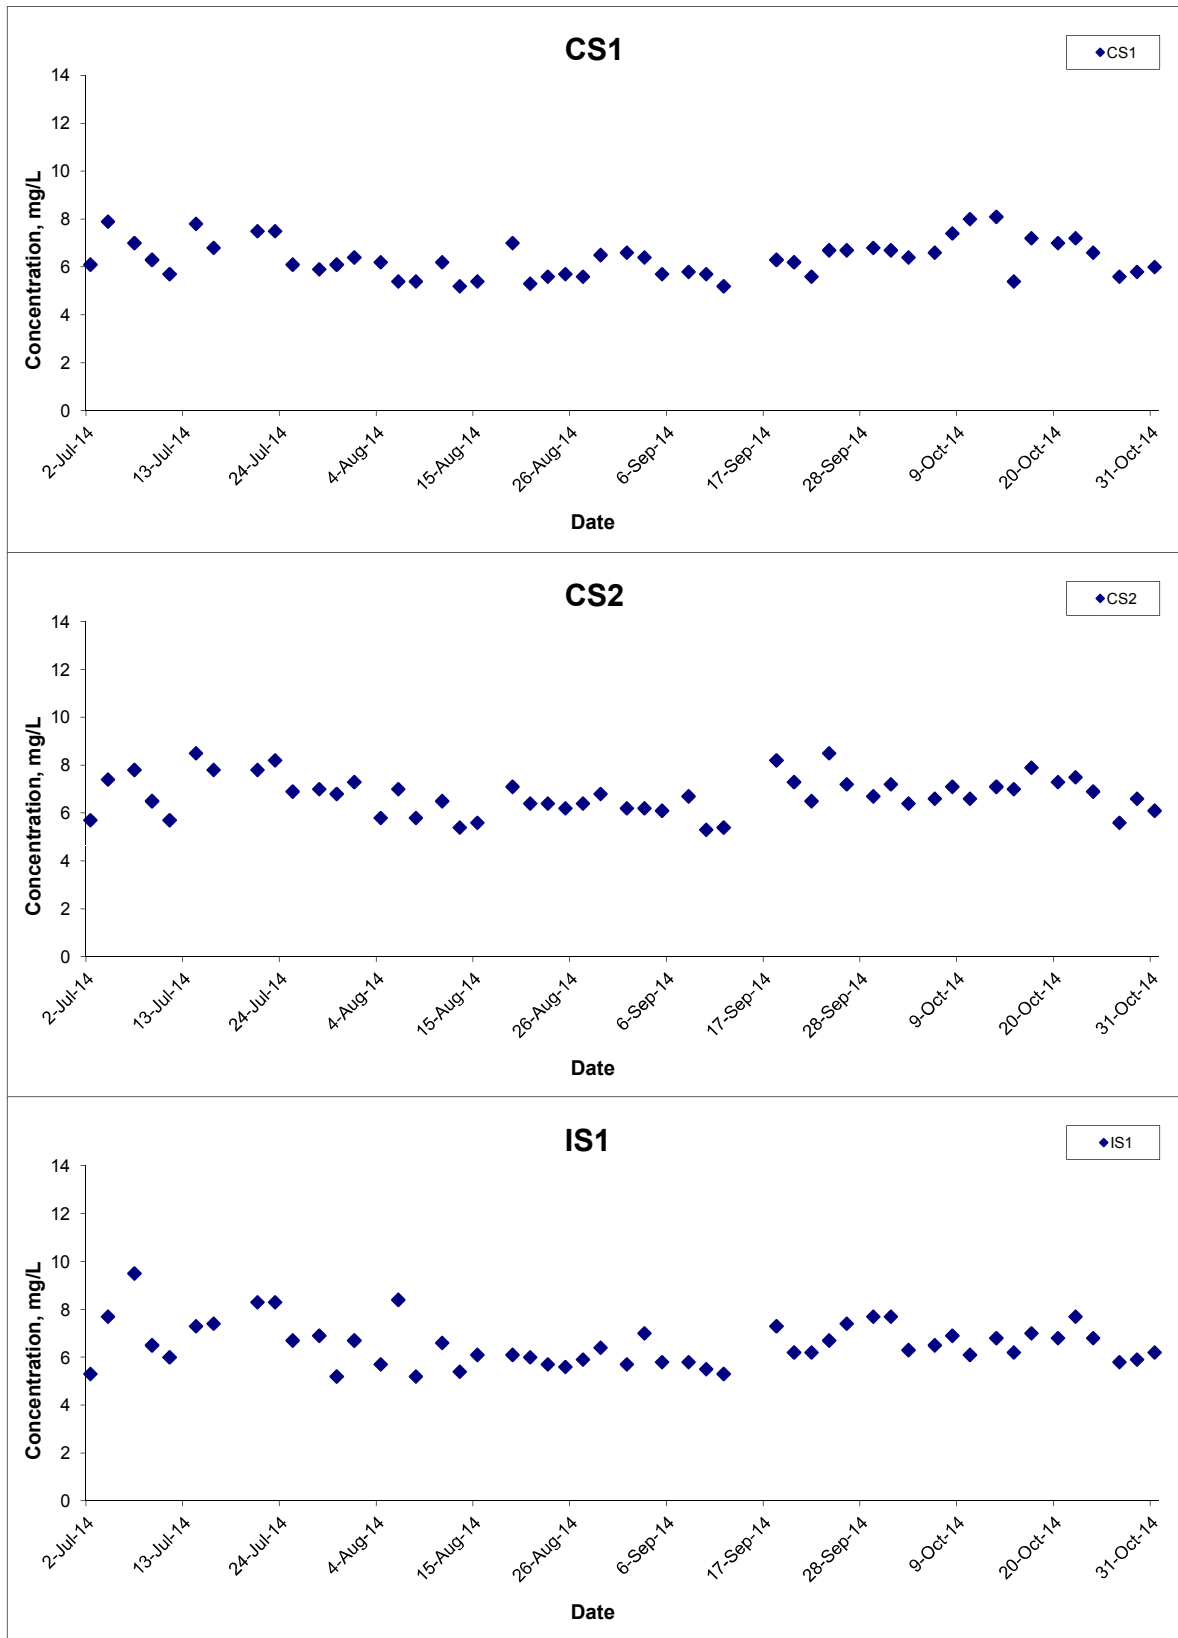 CS1
CS1
14
12
10
8
6
4
2
0
Concentration, mg/L
2-Jul-14
13-Jul-14
24-Jul-14
4-Aug-14
15-Aug-14
26-Aug-14
6-Sep-14
17-Sep-14
28-Sep-14
9-Oct-14
20-Oct-14
31-Oct-14
Date
CS2
CS2
14
12
10
8
6
4
2
0
Concentration, mg/L
2-Jul-14
13-Jul-14
24-Jul-14
4-Aug-14
15-Aug-14
26-Aug-14
6-Sep-14
17-Sep-14
28-Sep-14
9-Oct-14
20-Oct-14
31-Oct-14
Date
IS1
IS1
14
12
10
8
6
4
2
0
Concentration, mg/L
2-Jul-14
13-Jul-14
24-Jul-14
4-Aug-14
15-Aug-14
26-Aug-14
6-Sep-14
17-Sep-14
28-Sep-14
9-Oct-14
20-Oct-14
31-Oct-14
Date